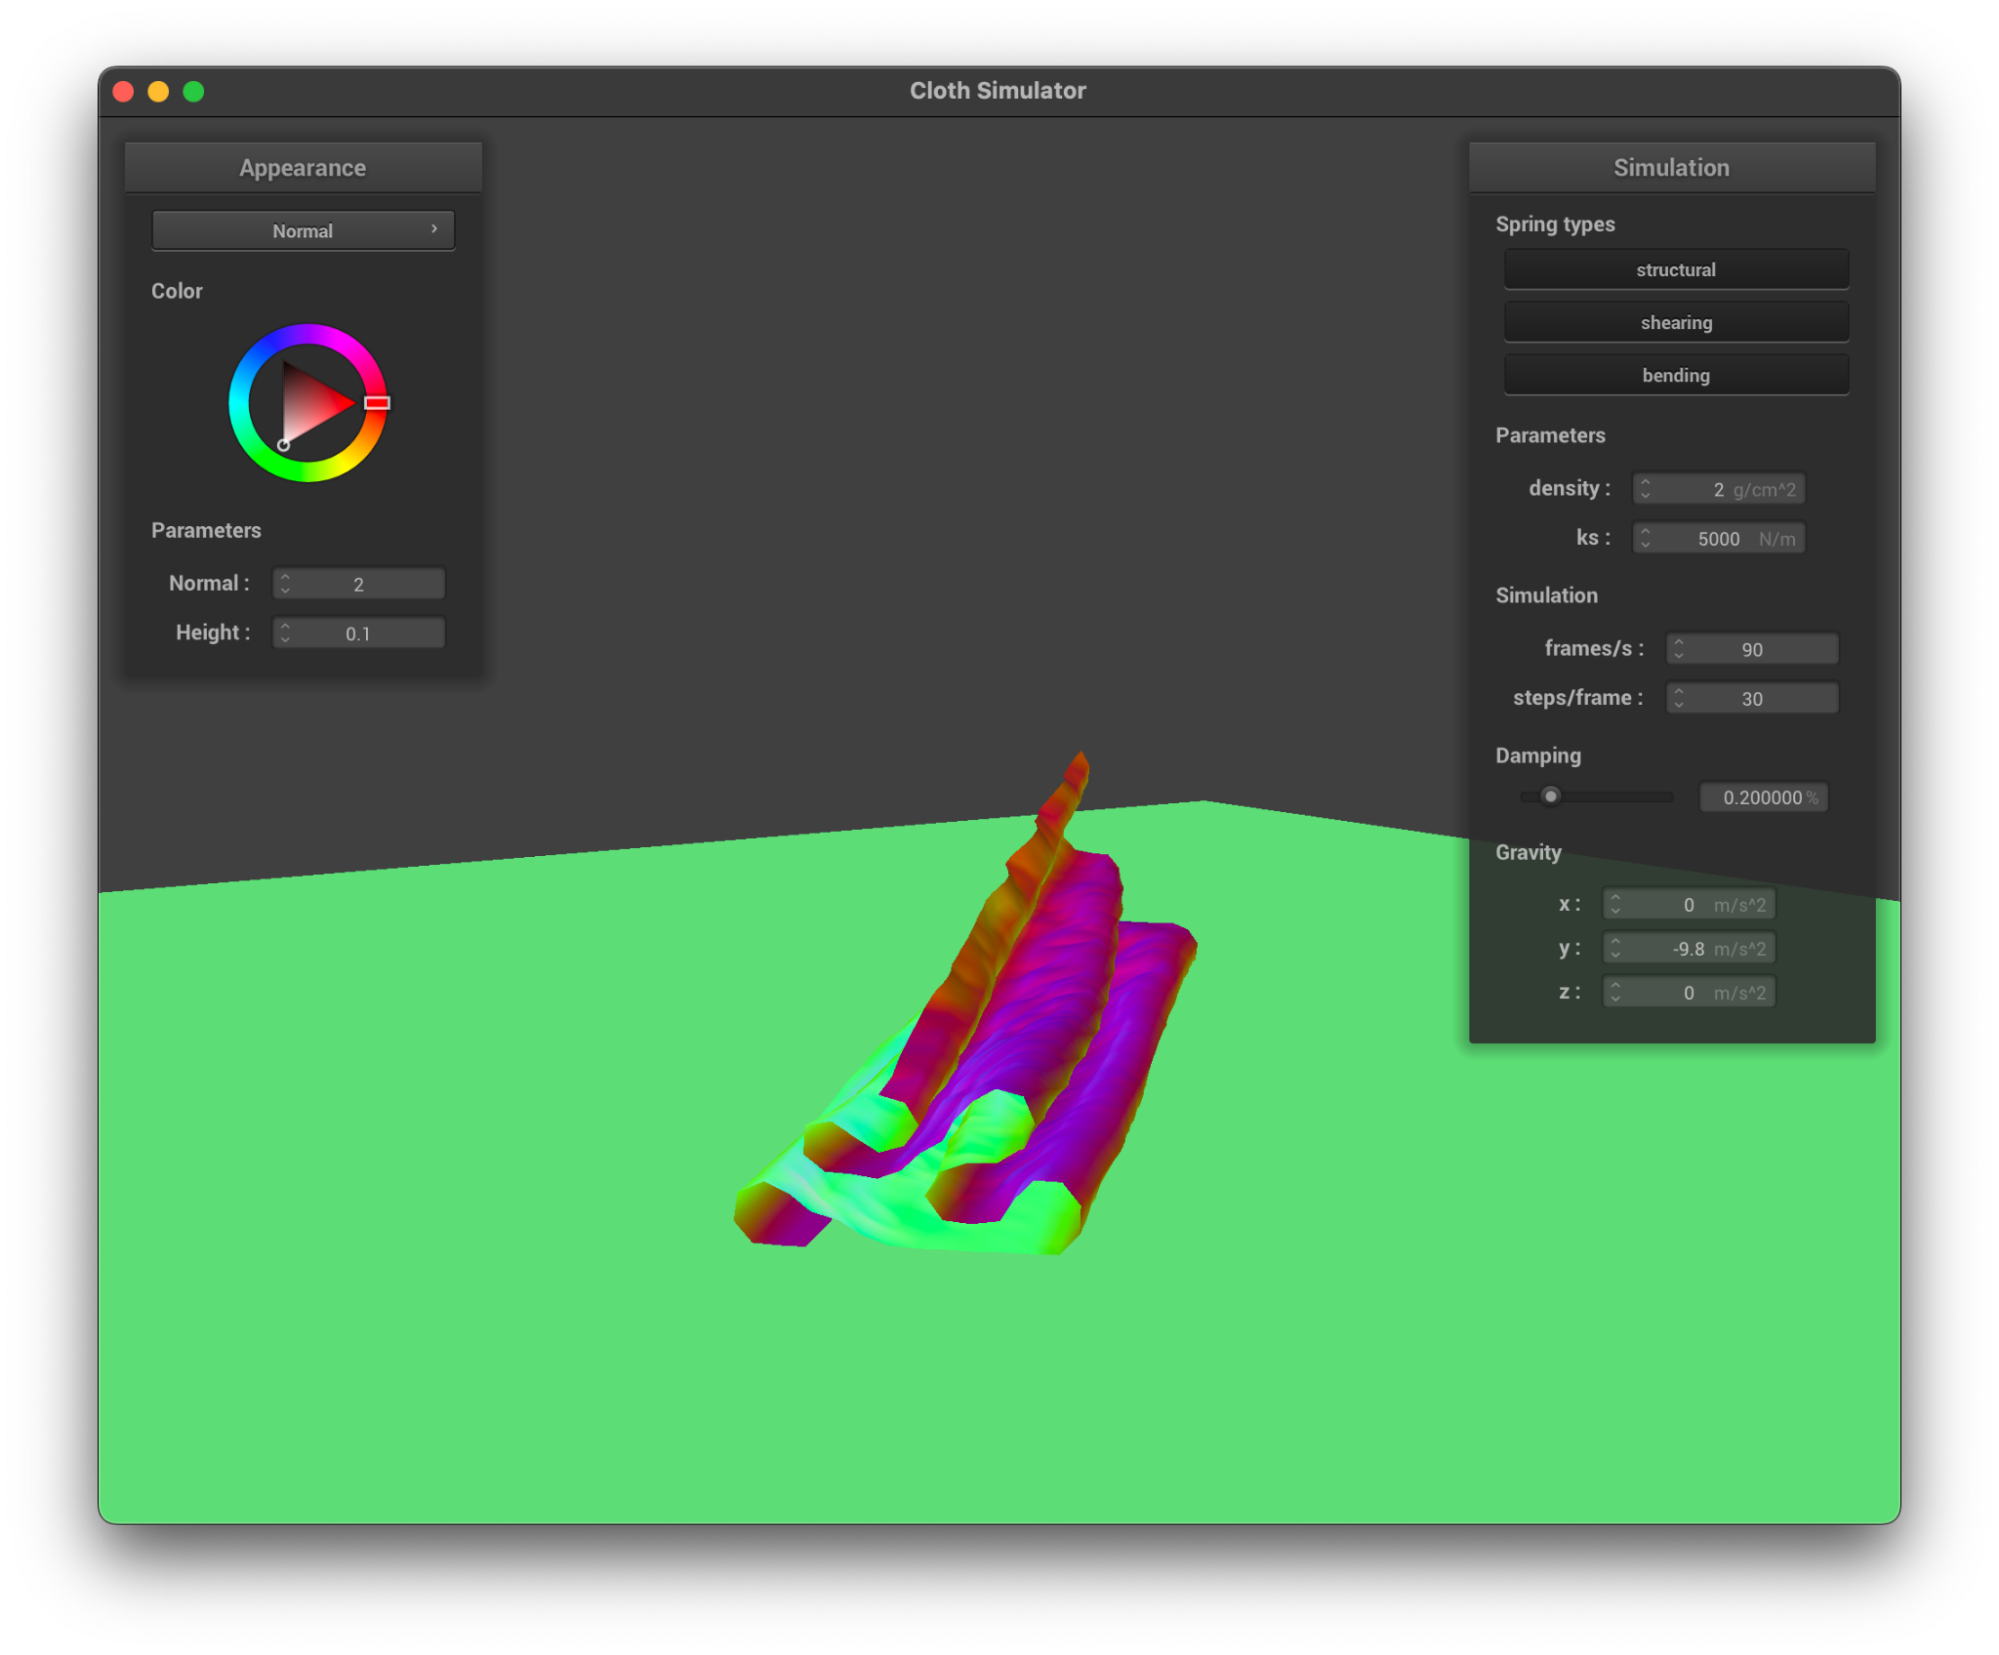 Cloth Simulator
Appearance
Normal
Color
Parameters
Normal : 2
Height : 0.1
Simulation
Spring types
structural
shearing
bending
Parameters
density : 2 g/cm^2
ks : 5000 N/m
Simulation
frames/s : 90
steps/frame : 30
Damping
0.200000 %
Gravity
x : 0 m/s^2
y : -9.8 m/s^2
z : 0 m/s^2